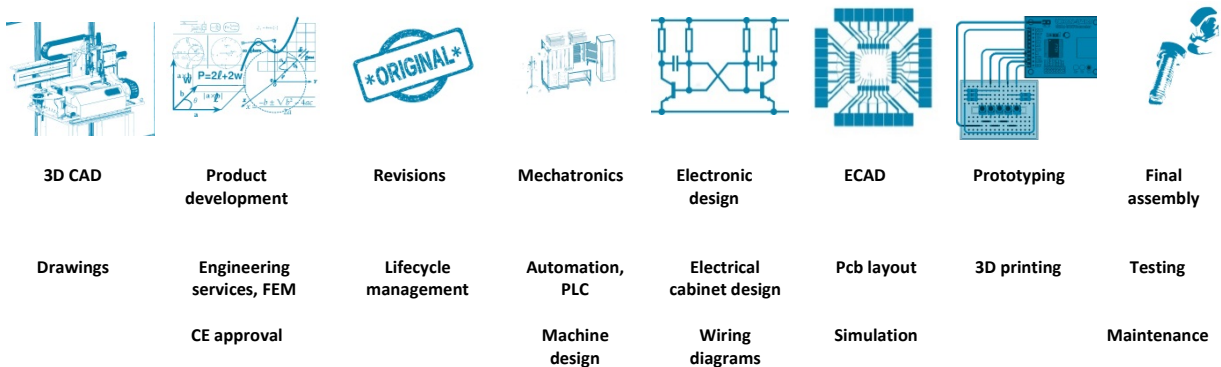 P=2ℓ+2w
*ORIGINAL*
3D CAD
Product
development
Revisions
Mechatronics
Electronic
design
ECAD
Prototyping
Final
assembly
Drawings
Engineering
services, FEM
Lifecycle
management
Automation,
PLC
Electrical
cabinet design
Pcb layout
3D printing
Testing
CE approval
Machine
design
Wiring
diagrams
Simulation
Maintenance